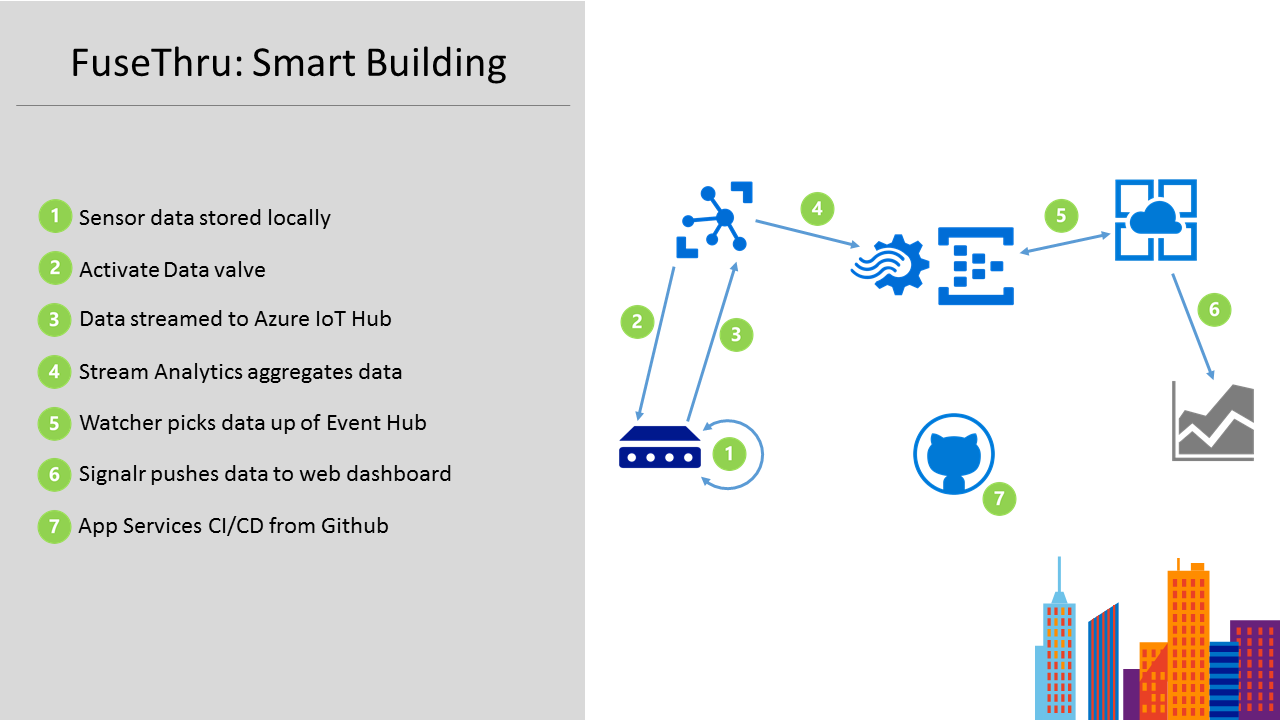 FuseThru: Smart Building
1 Sensor data stored locally
2 Activate Data valve
3 Data streamed to Azure IoT Hub
4 Stream Analytics aggregates data
5 Watcher picks data up of Event Hub
6 Signalr pushes data to web dashboard
7 App Services CI/CD from Github
4
5
6
2
3
1
7